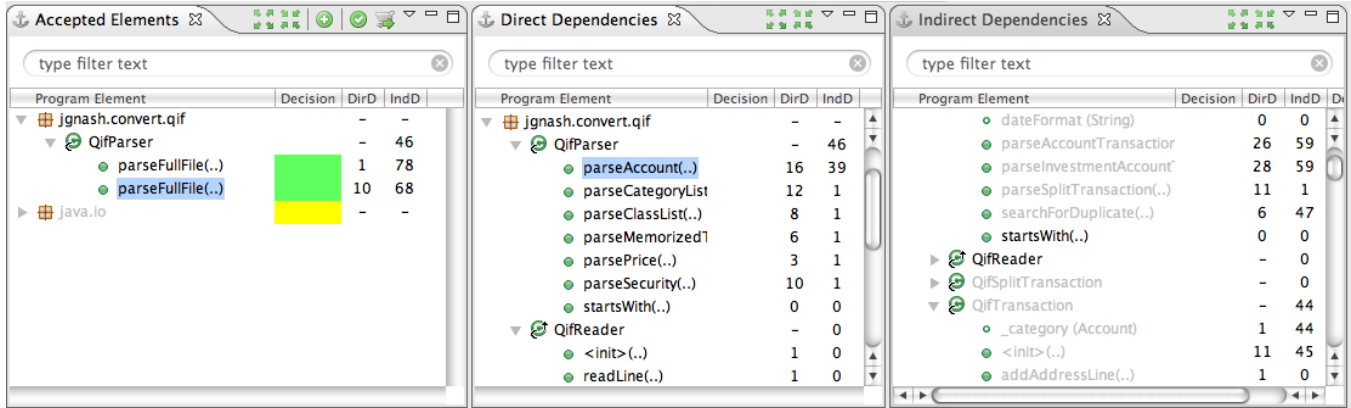 Accepted Elements
type filter text
Program Element Decision DirD IndD
jgnash.convert.qif - -
QifParser - 46
parseFullFile(..) 1 78
parseFullFile(..) 10 68
java.io - -
Direct Dependencies
type filter text
Program Element Decision DirD IndD
jgnash.convert.qif - -
QifParser - 46
parseAccount(..) 16 39
parseCategoryList 12 1
parseClassList(..) 8 1
parseMemorizedT 6 1
parsePrice(..) 3 1
parseSecurity(..) 10 1
startsWith(..) 0 0
QifReader - 0
<init>(..) 1 0
readLine(..) 1 0
Indirect Dependencies
type filter text
Program Element Decision DirD IndD De
dateFormat (String) 0 0
parseAccountTransaction 26 59
parseInvestmentAccountT 28 59
parseSplitTransaction(..) 11 1
searchForDuplicate(..) 6 47
startsWith(..) 0 0
QifReader - 0
QifSplitTransaction - 0
QifTransaction - 44
_category (Account) 1 44
<init>(..) 11 45
addAddressLine(..) 1 0